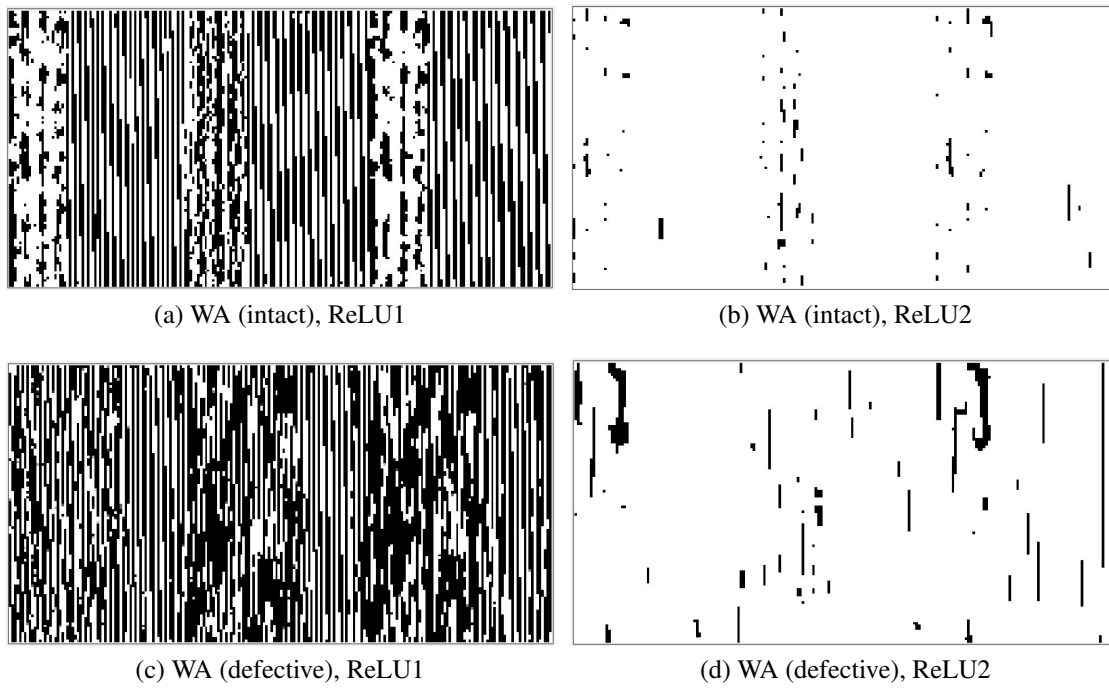 (a) WA (intact), ReLU1
(b) WA (intact), ReLU2
(c) WA (defective), ReLU1
(d) WA (defective), ReLU2